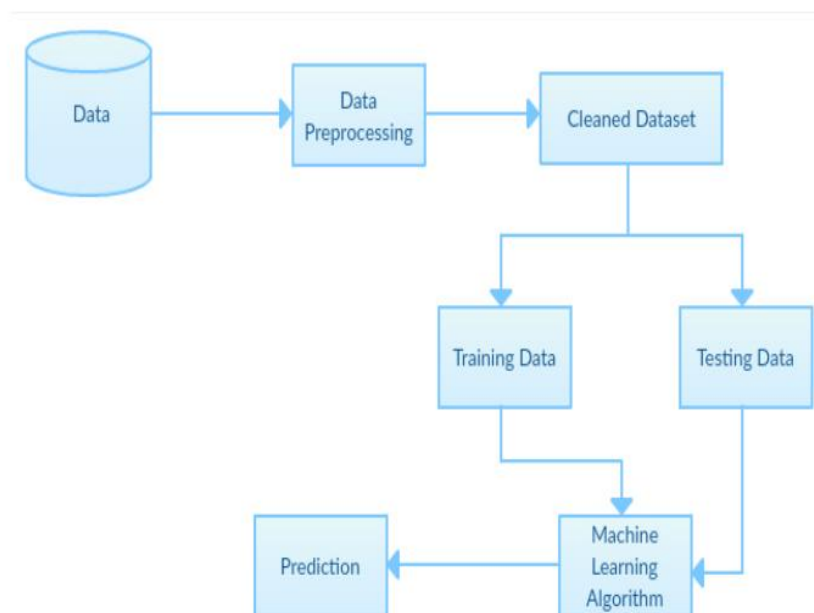 Data
Data
Preprocessing
Cleaned Dataset
Training Data
Testing Data
Prediction
Machine
Learning
Algorithm